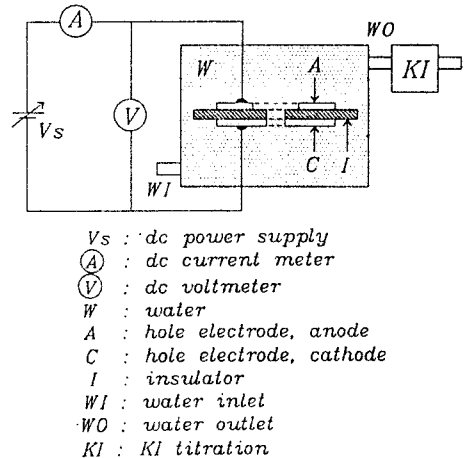 A
WO
W
A
KI
Vs
V
WI
C
I
Vs : dc power supply
A : dc current meter
V : dc voltmeter
W : water
A : hole electrode, anode
C : hole electrode, cathode
I : insulator
WI : water inlet
WO : water outlet
KI : KI titration